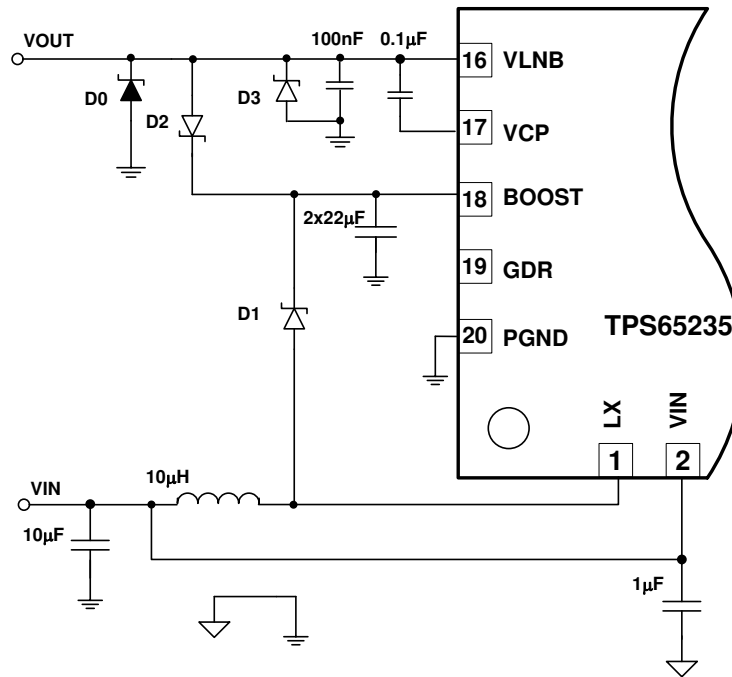 VOUT
100nF
0.1μF
16 VLNB
D0
D2
D3
17 VCP
18 BOOST
2x22μF
19 GDR
D1
20 PGND
TPS65235
LX
VIN
1
2
VIN
10μH
10μF
1μF